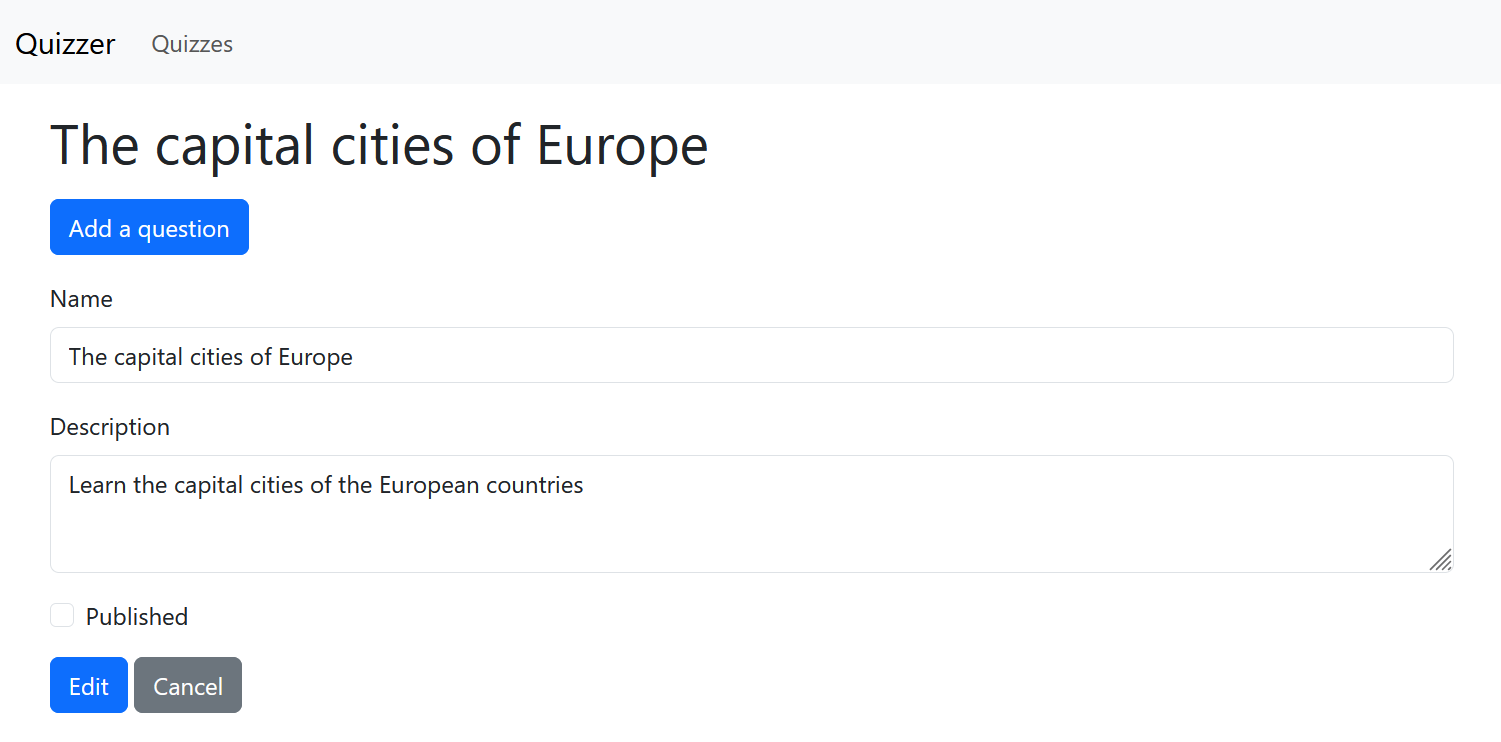 Quizzer Quizzes
The capital cities of Europe
Add a question
Name
The capital cities of Europe
Description
Learn the capital cities of the European countries
Published
Edit Cancel